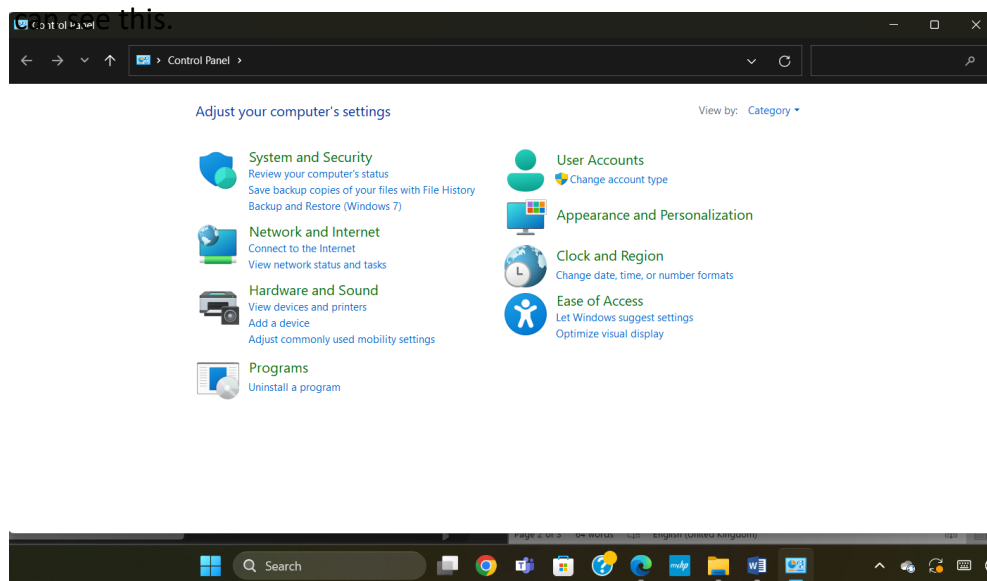 can see this.
Control Panel
Control Panel
View by: Category
Adjust your computer's settings
System and Security
Review your computer's status
Save backup copies of your files with File History
Backup and Restore (Windows 7)
Network and Internet
Connect to the Internet
View network status and tasks
Hardware and Sound
View devices and printers
Add a device
Adjust commonly used mobility settings
Programs
Uninstall a program
User Accounts
Change account type
Appearance and Personalization
Clock and Region
Change date, time, or number formats
Ease of Access
Let Windows suggest settings
Optimize visual display
Page 2 of 3 64 words English (United Kingdom)
Search